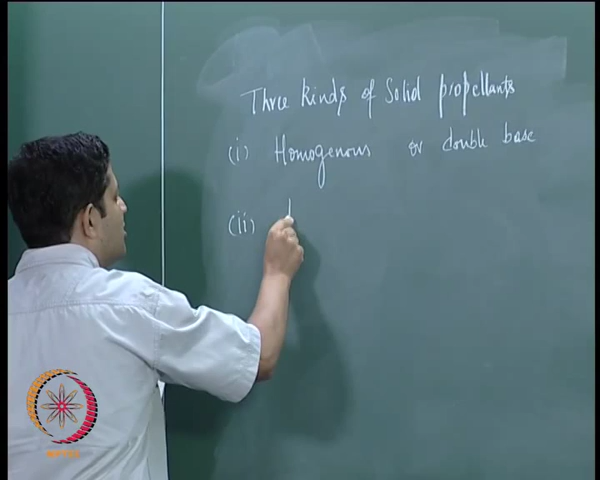 Three kinds of Solid propellants
(i) Homogenous or double base
(ii)